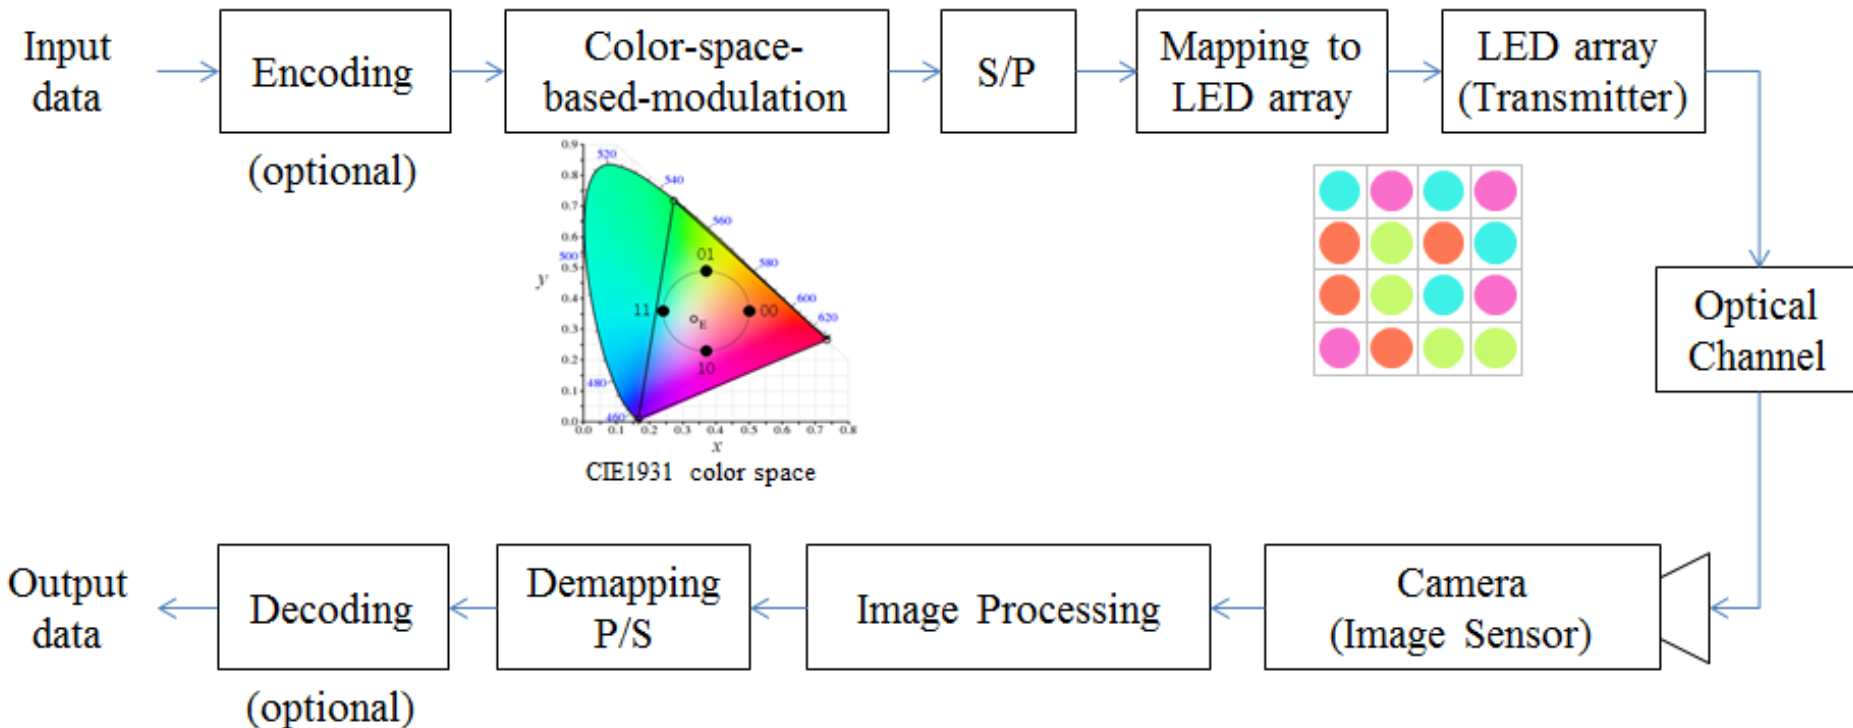 Input
data
Encoding
(optional)
Color-space-
based-modulation
S/P
Mapping to
LED array
LED array
(Transmitter)
0.9
0.8
0.7
0.6
0.5
0.4
0.3
0.2
0.1
0.0
y
520
540
560
580
600
620
500
480
460
01
11
00
10
E
0.0 0.1 0.2 0.3 0.4 0.5 0.6 0.7 0.8
x
CIE1931 color space
Optical
Channel
Camera
(Image Sensor)
Image Processing
Demapping
P/S
Decoding
(optional)
Output
data